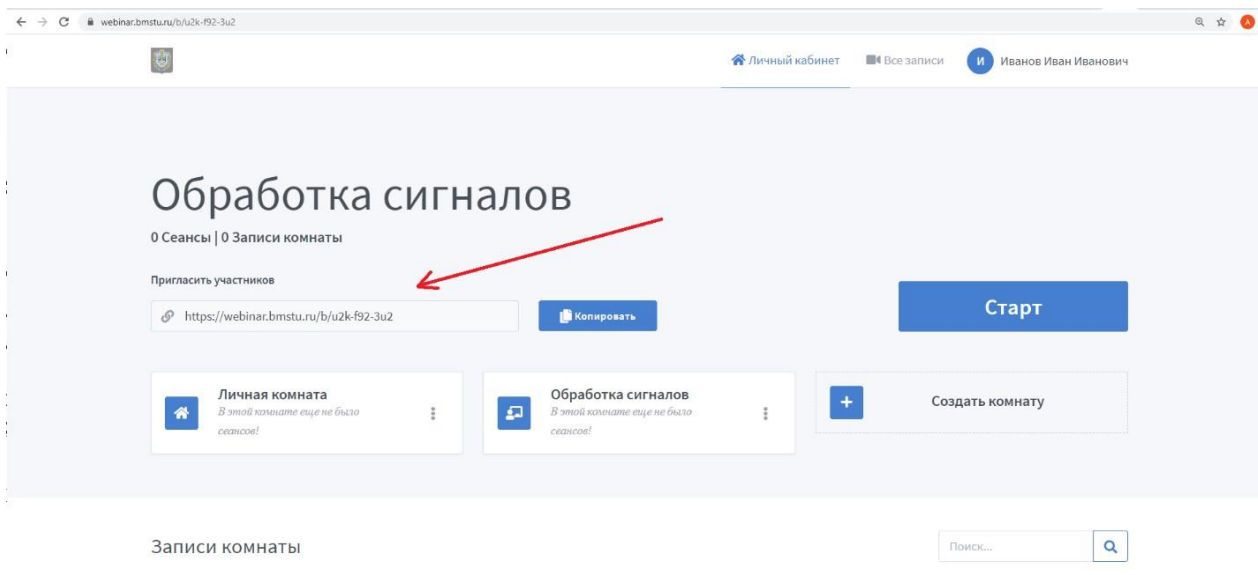 webinar.bmstu.ru/b/u2k-f92-3u2
A
Личный кабинет
Все записи
И
Иванов Иван Иванович
Обработка сигналов
0 Сеансы | 0 Записи комнаты
Пригласить участников
https://webinar.bmstu.ru/b/u2k-f92-3u2
Копировать
Старт
Личная комната
В этой комнате еще не было
сеансов!
Обработка сигналов
В этой комнате еще не было
сеансов!
Создать комнату
Записи комнаты
Поиск...